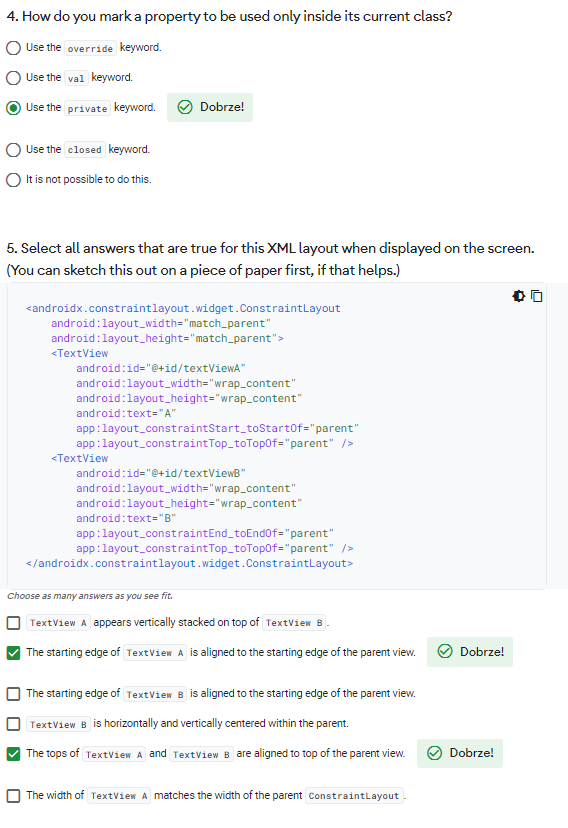 4. How do you mark a property to be used only inside its current class?
Use the override keyword.
Use the val keyword.
Use the private keyword. Dobrze!
Use the closed keyword.
It is not possible to do this.
5. Select all answers that are true for this XML layout when displayed on the screen.
(You can sketch this out on a piece of paper first, if that helps.)
<androidx.constraintlayout.widget.ConstraintLayout
    android:layout_width="match_parent"
    android:layout_height="match_parent">
    <TextView
        android:id="@+id/textViewA"
        android:layout_width="wrap_content"
        android:layout_height="wrap_content"
        android:text="A"
        app:layout_constraintStart_toStartOf="parent"
        app:layout_constraintTop_toTopOf="parent" />
    <TextView
        android:id="@+id/textViewB"
        android:layout_width="wrap_content"
        android:layout_height="wrap_content"
        android:text="B"
        app:layout_constraintEnd_toEndOf="parent"
        app:layout_constraintTop_toTopOf="parent" />
</androidx.constraintlayout.widget.ConstraintLayout>
Choose as many answers as you see fit.
TextView A appears vertically stacked on top of TextView B.
The starting edge of TextView A is aligned to the starting edge of the parent view. Dobrze!
The starting edge of TextView B is aligned to the starting edge of the parent view.
TextView B is horizontally and vertically centered within the parent.
The tops of TextView A and TextView B are aligned to top of the parent view. Dobrze!
The width of TextView A matches the width of the parent ConstraintLayout.